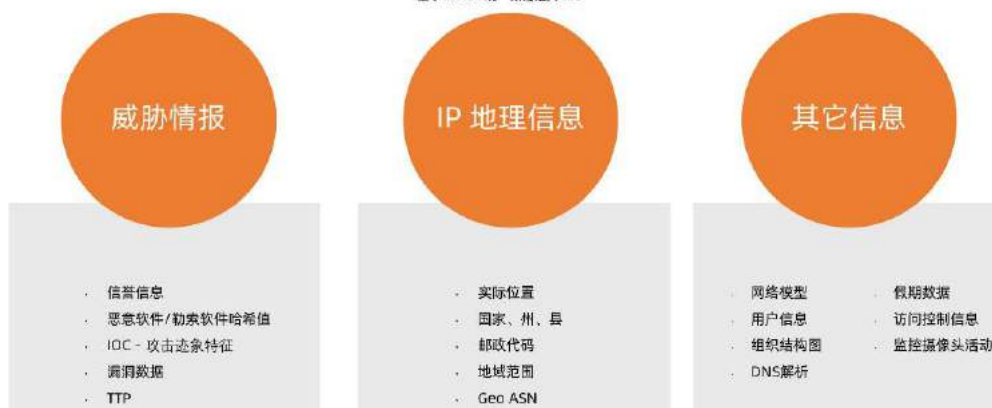 威胁情报
信誉信息
恶意软件/勒索软件哈希值
IOC - 攻击迹象特征
漏洞数据
TTP
IP 地理信息
实际位置
国家、州、县
邮政代码
地域范围
Geo ASN
其它信息
网络模型
用户信息
组织结构图
DNS解析
假期数据
访问控制信息
监控摄像头活动